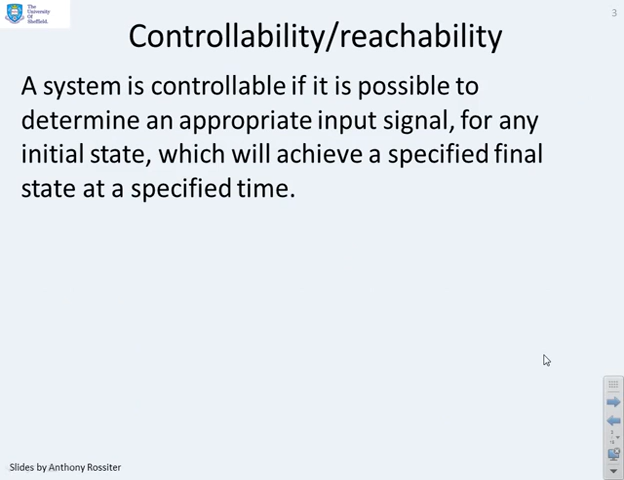 The
University
Of
Sheffield.
3
Controllability/reachability
A system is controllable if it is possible to
determine an appropriate input signal, for any
initial state, which will achieve a specified final
state at a specified time.
Slides by Anthony Rossiter